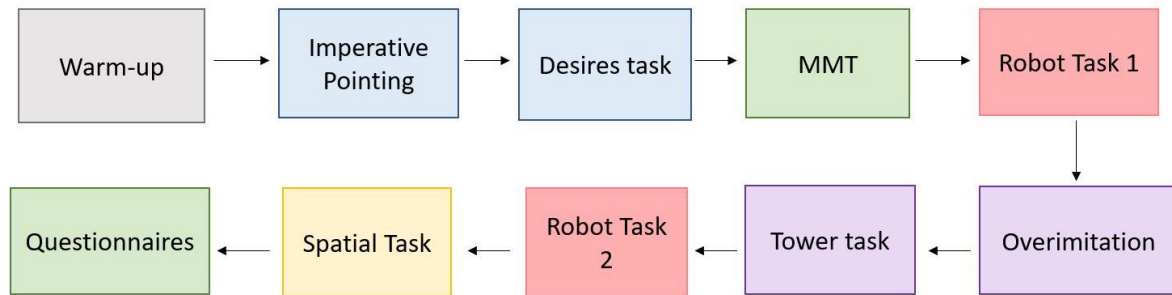 Warm-up
Imperative
Pointing
Desires task
MMT
Robot Task 1
Overimitation
Tower task
Robot Task
2
Spatial Task
Questionnaires